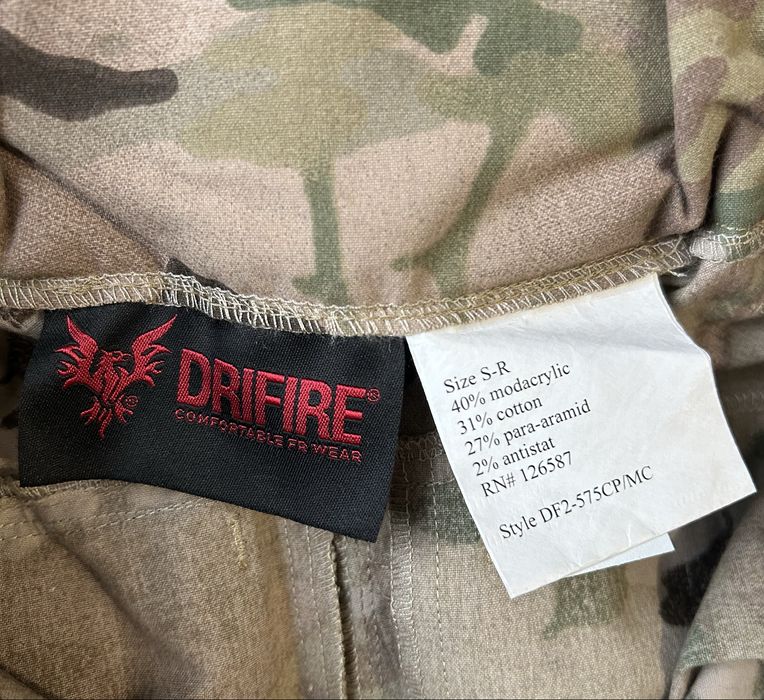 DRIFIRE®
COMFORTABLE FR WEAR
Size S-R
40% modacrylic
31% cotton
27% para-aramid
2% antistat
RN# 126587
Style DF2-575CP/MC